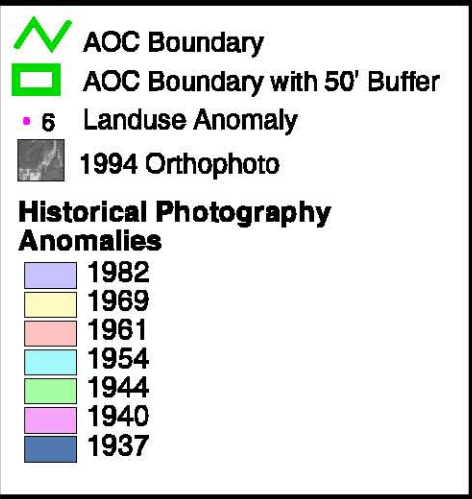 AOC Boundary
AOC Boundary with 50' Buffer
6 Landuse Anomaly
1994 Orthophoto
Historical Photography
Anomalies
1982
1969
1961
1954
1944
1940
1937